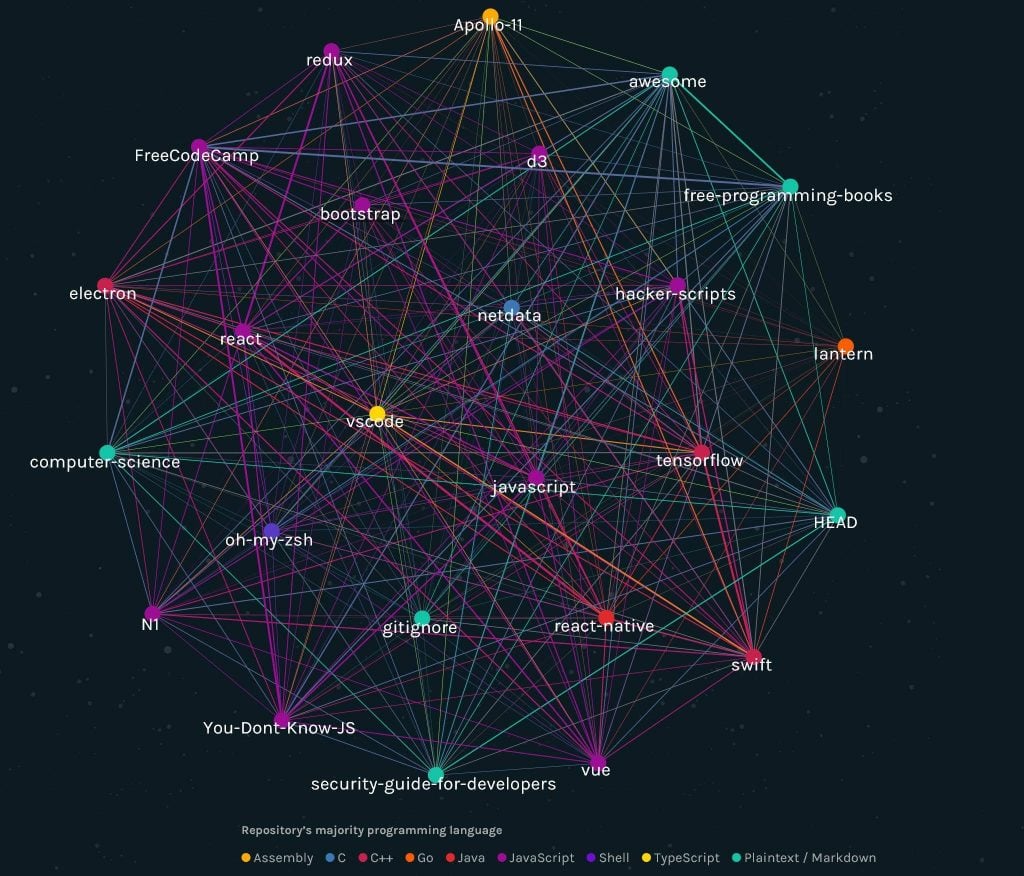 Apollo-11
redux
awesome
FreeCodeCamp
d3
free-programming-books
bootstrap
electron
hacker-scripts
netdata
react
lantern
vscode
computer-science
tensorflow
javascript
HEAD
oh-my-zsh
N1
gitignore
react-native
swift
You-Dont-Know-JS
vue
security-guide-for-developers
Repository's majority programming language
Assembly C C++ Go Java JavaScript Shell TypeScript Plaintext / Markdown